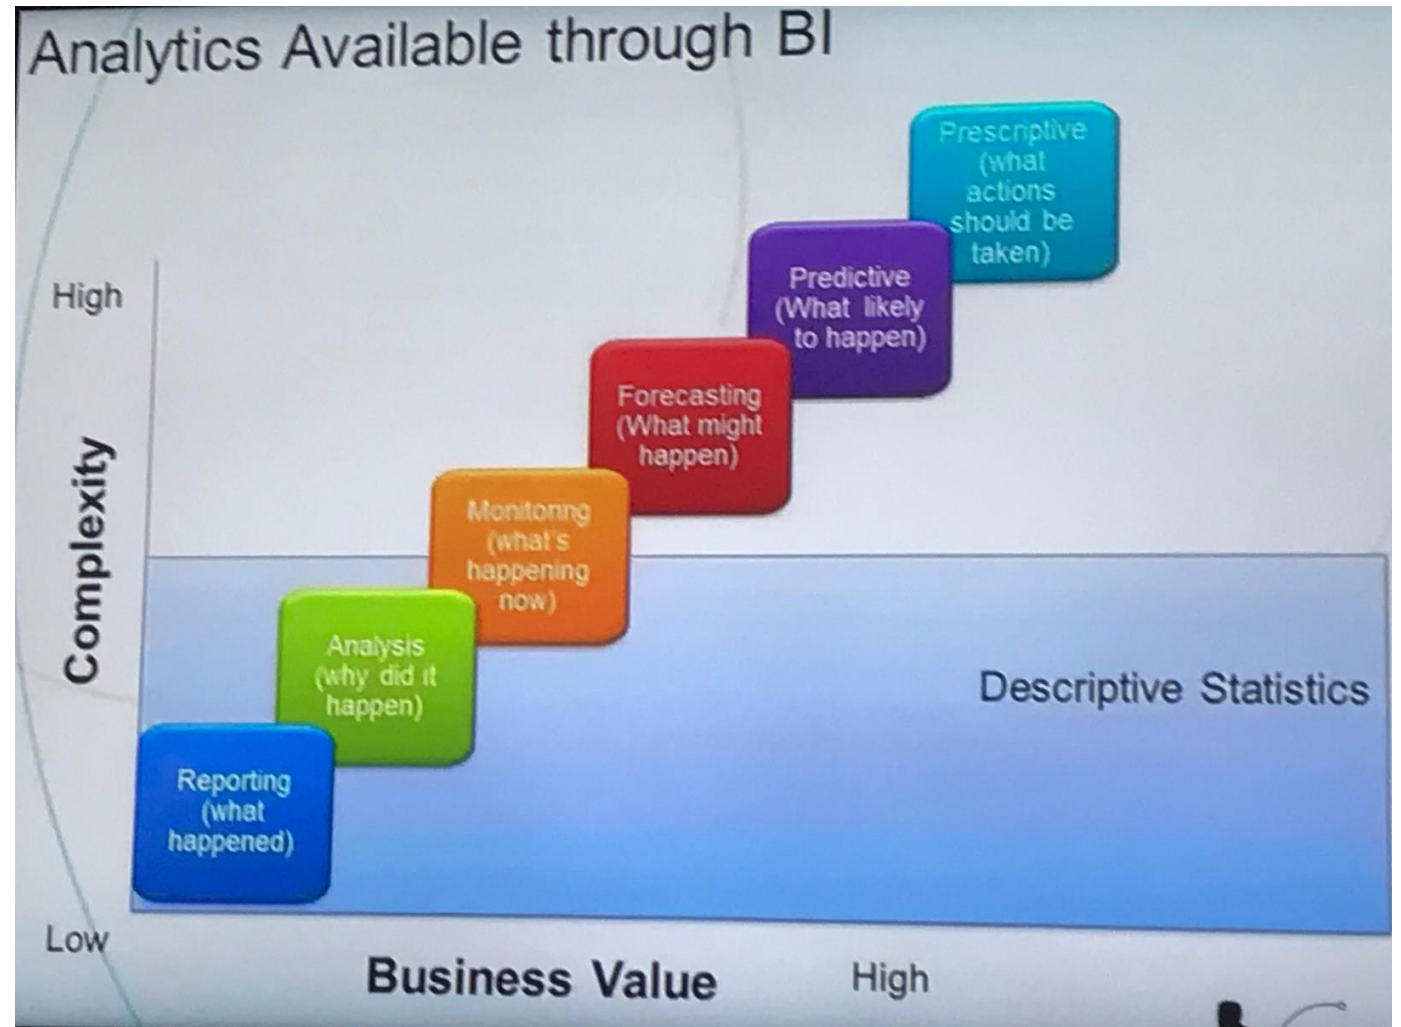 Analytics Available through BI
Prescriptive
(what
actions
should be
taken)
Predictive
(What likely
to happen)
High
Forecasting
(What might
happen)
Monitoring
(what's
happening
now)
Complexity
Analysis
(why did it
happen)
Descriptive Statistics
Reporting
(what
happened)
Low
Business Value
High